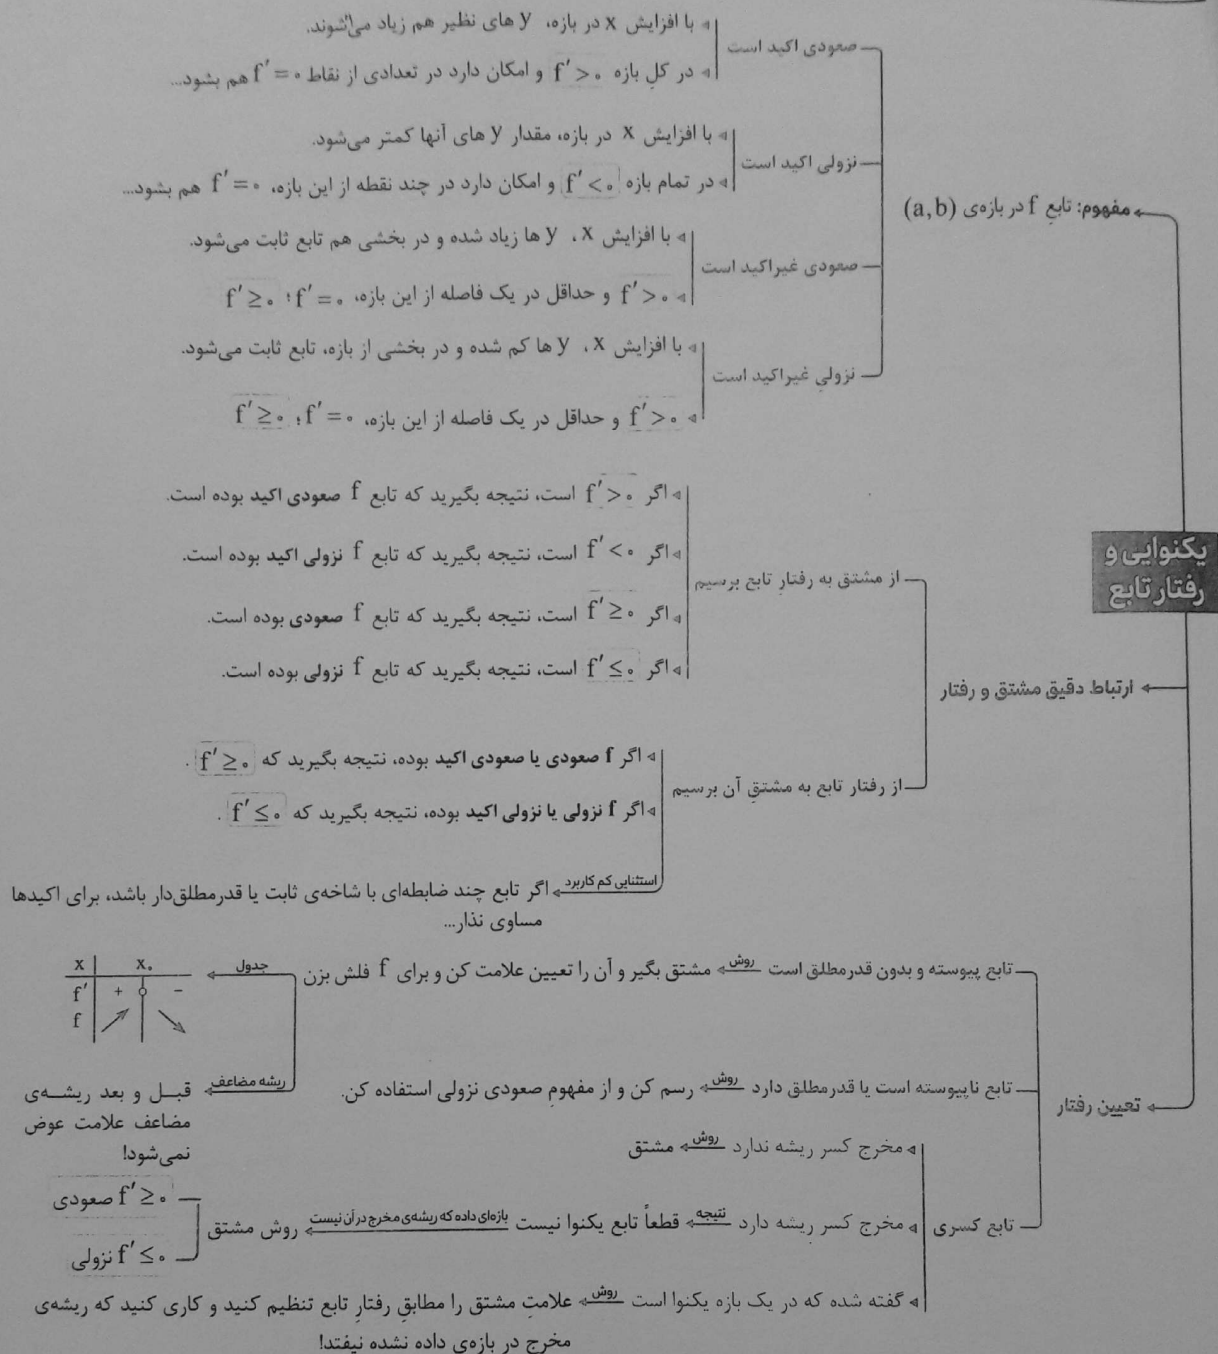 یکنوایی و
رفتار تابع
مفهوم: تابع f در بازه‌ی (a,b)
صعودی اکید است
با افزایش x در بازه، y های نظیر هم زیاد می‌شوند.
در کل بازه f′>۰ و امکان دارد در تعدادی از نقاط f′=۰ هم بشود...
نزولی اکید است
با افزایش x در بازه، مقدار y های آنها کمتر می‌شود.
در تمام بازه f′<۰ و امکان دارد در چند نقطه از این بازه، f′=۰ هم بشود...
صعودی غیراکید است
با افزایش x، y ها زیاد شده و در بخشی هم تابع ثابت می‌شود.
f′>۰ و حداقل در یک فاصله از این بازه، f′=۰؛ f′≥۰
نزولی غیراکید است
با افزایش x، y ها کم شده و در بخشی از بازه، تابع ثابت می‌شود.
f′>۰ و حداقل در یک فاصله از این بازه، f′=۰؛ f′≥۰
ارتباط دقیق مشتق و رفتار
از مشتق به رفتارِ تابع برسیم
اگر f′>۰ است، نتیجه بگیرید که تابع f صعودی اکید بوده است.
اگر f′<۰ است، نتیجه بگیرید که تابع f نزولی اکید بوده است.
اگر f′≥۰ است، نتیجه بگیرید که تابع f صعودی بوده است.
اگر f′≤۰ است، نتیجه بگیرید که تابع f نزولی بوده است.
از رفتار تابع به مشتقِ آن برسیم
اگر f صعودی یا صعودی اکید بوده، نتیجه بگیرید که f′≥۰.
اگر f نزولی یا نزولی اکید بوده، نتیجه بگیرید که f′≤۰.
استثنایی کم کاربرد
اگر تابع چند ضابطه‌ای با شاخه‌ی ثابت یا قدرمطلق‌دار باشد، برای اکیدها
مساوی نذار...
تعیین رفتار
تابع پیوسته و بدون قدرمطلق است روش مشتق بگیر و آن را تعیین علامت کن و برای f فلش بزن
جدول
x x۰
f′ + ۰ −
f
ریشه مضاعف
قبل و بعد ریشه‌ی
مضاعف علامت عوض
نمی‌شود!
تابع ناپیوسته است یا قدرمطلق دارد روش رسم کن و از مفهومِ صعودی نزولی استفاده کن.
تابع کسری
مخرج کسر ریشه ندارد روش مشتق
مخرج کسر ریشه دارد نتیجه قطعاً تابع یکنوا نیست بازه‌ای داده که ریشه‌ی مخرج در آن نیست روش مشتق
f′≥۰ صعودی
f′≤۰ نزولی
گفته شده که در یک بازه یکنوا است روش علامتِ مشتق را مطابقِ رفتارِ تابع تنظیم کنید و کاری کنید که ریشه‌ی
مخرج در بازه‌ی داده نشده نیفتد!